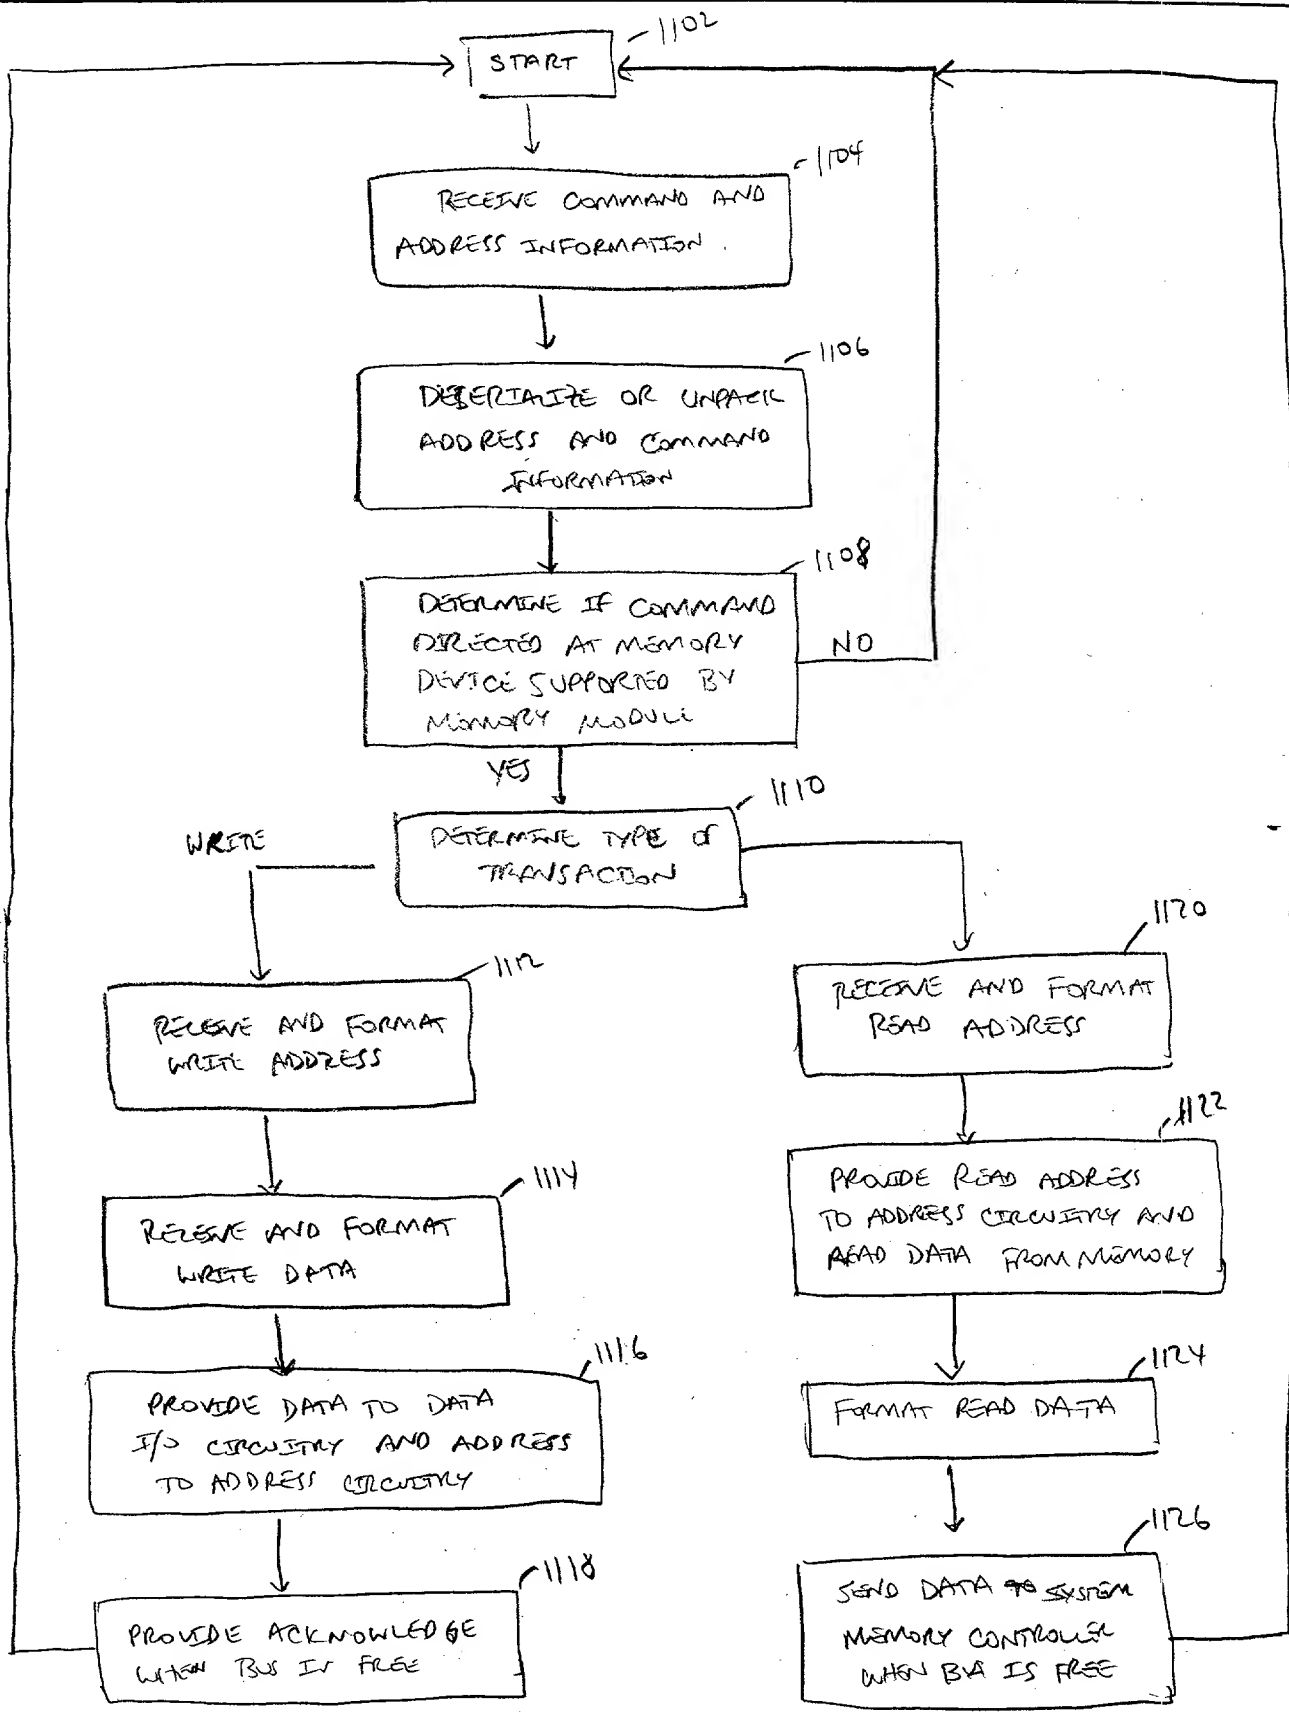 1102
START
1104
RECEIVE COMMAND AND
ADDRESS INFORMATION.
1106
DESERIALIZE OR UNPACK
ADDRESS AND COMMAND
INFORMATION
1108
DETERMINE IF COMMAND
DIRECTED AT MEMORY
DEVICE SUPPORTED BY
MEMORY MODULE
NO
YES
1110
DETERMINE TYPE OF
TRANSACTION
WRITE
1112
RECEIVE AND FORMAT
WRITE ADDRESS
1114
RECEIVE AND FORMAT
WRITE DATA
1116
PROVIDE DATA TO DATA
I/O CIRCUITRY AND ADDRESS
TO ADDRESS CIRCUITRY
1118
PROVIDE ACKNOWLEDGE
WHEN BUS IS FREE
1120
RECEIVE AND FORMAT
READ ADDRESS
1122
PROVIDE READ ADDRESS
TO ADDRESS CIRCUITRY AND
READ DATA FROM MEMORY
1124
FORMAT READ DATA
1126
SEND DATA TO SYSTEM
MEMORY CONTROLLER
WHEN BUS IS FREE